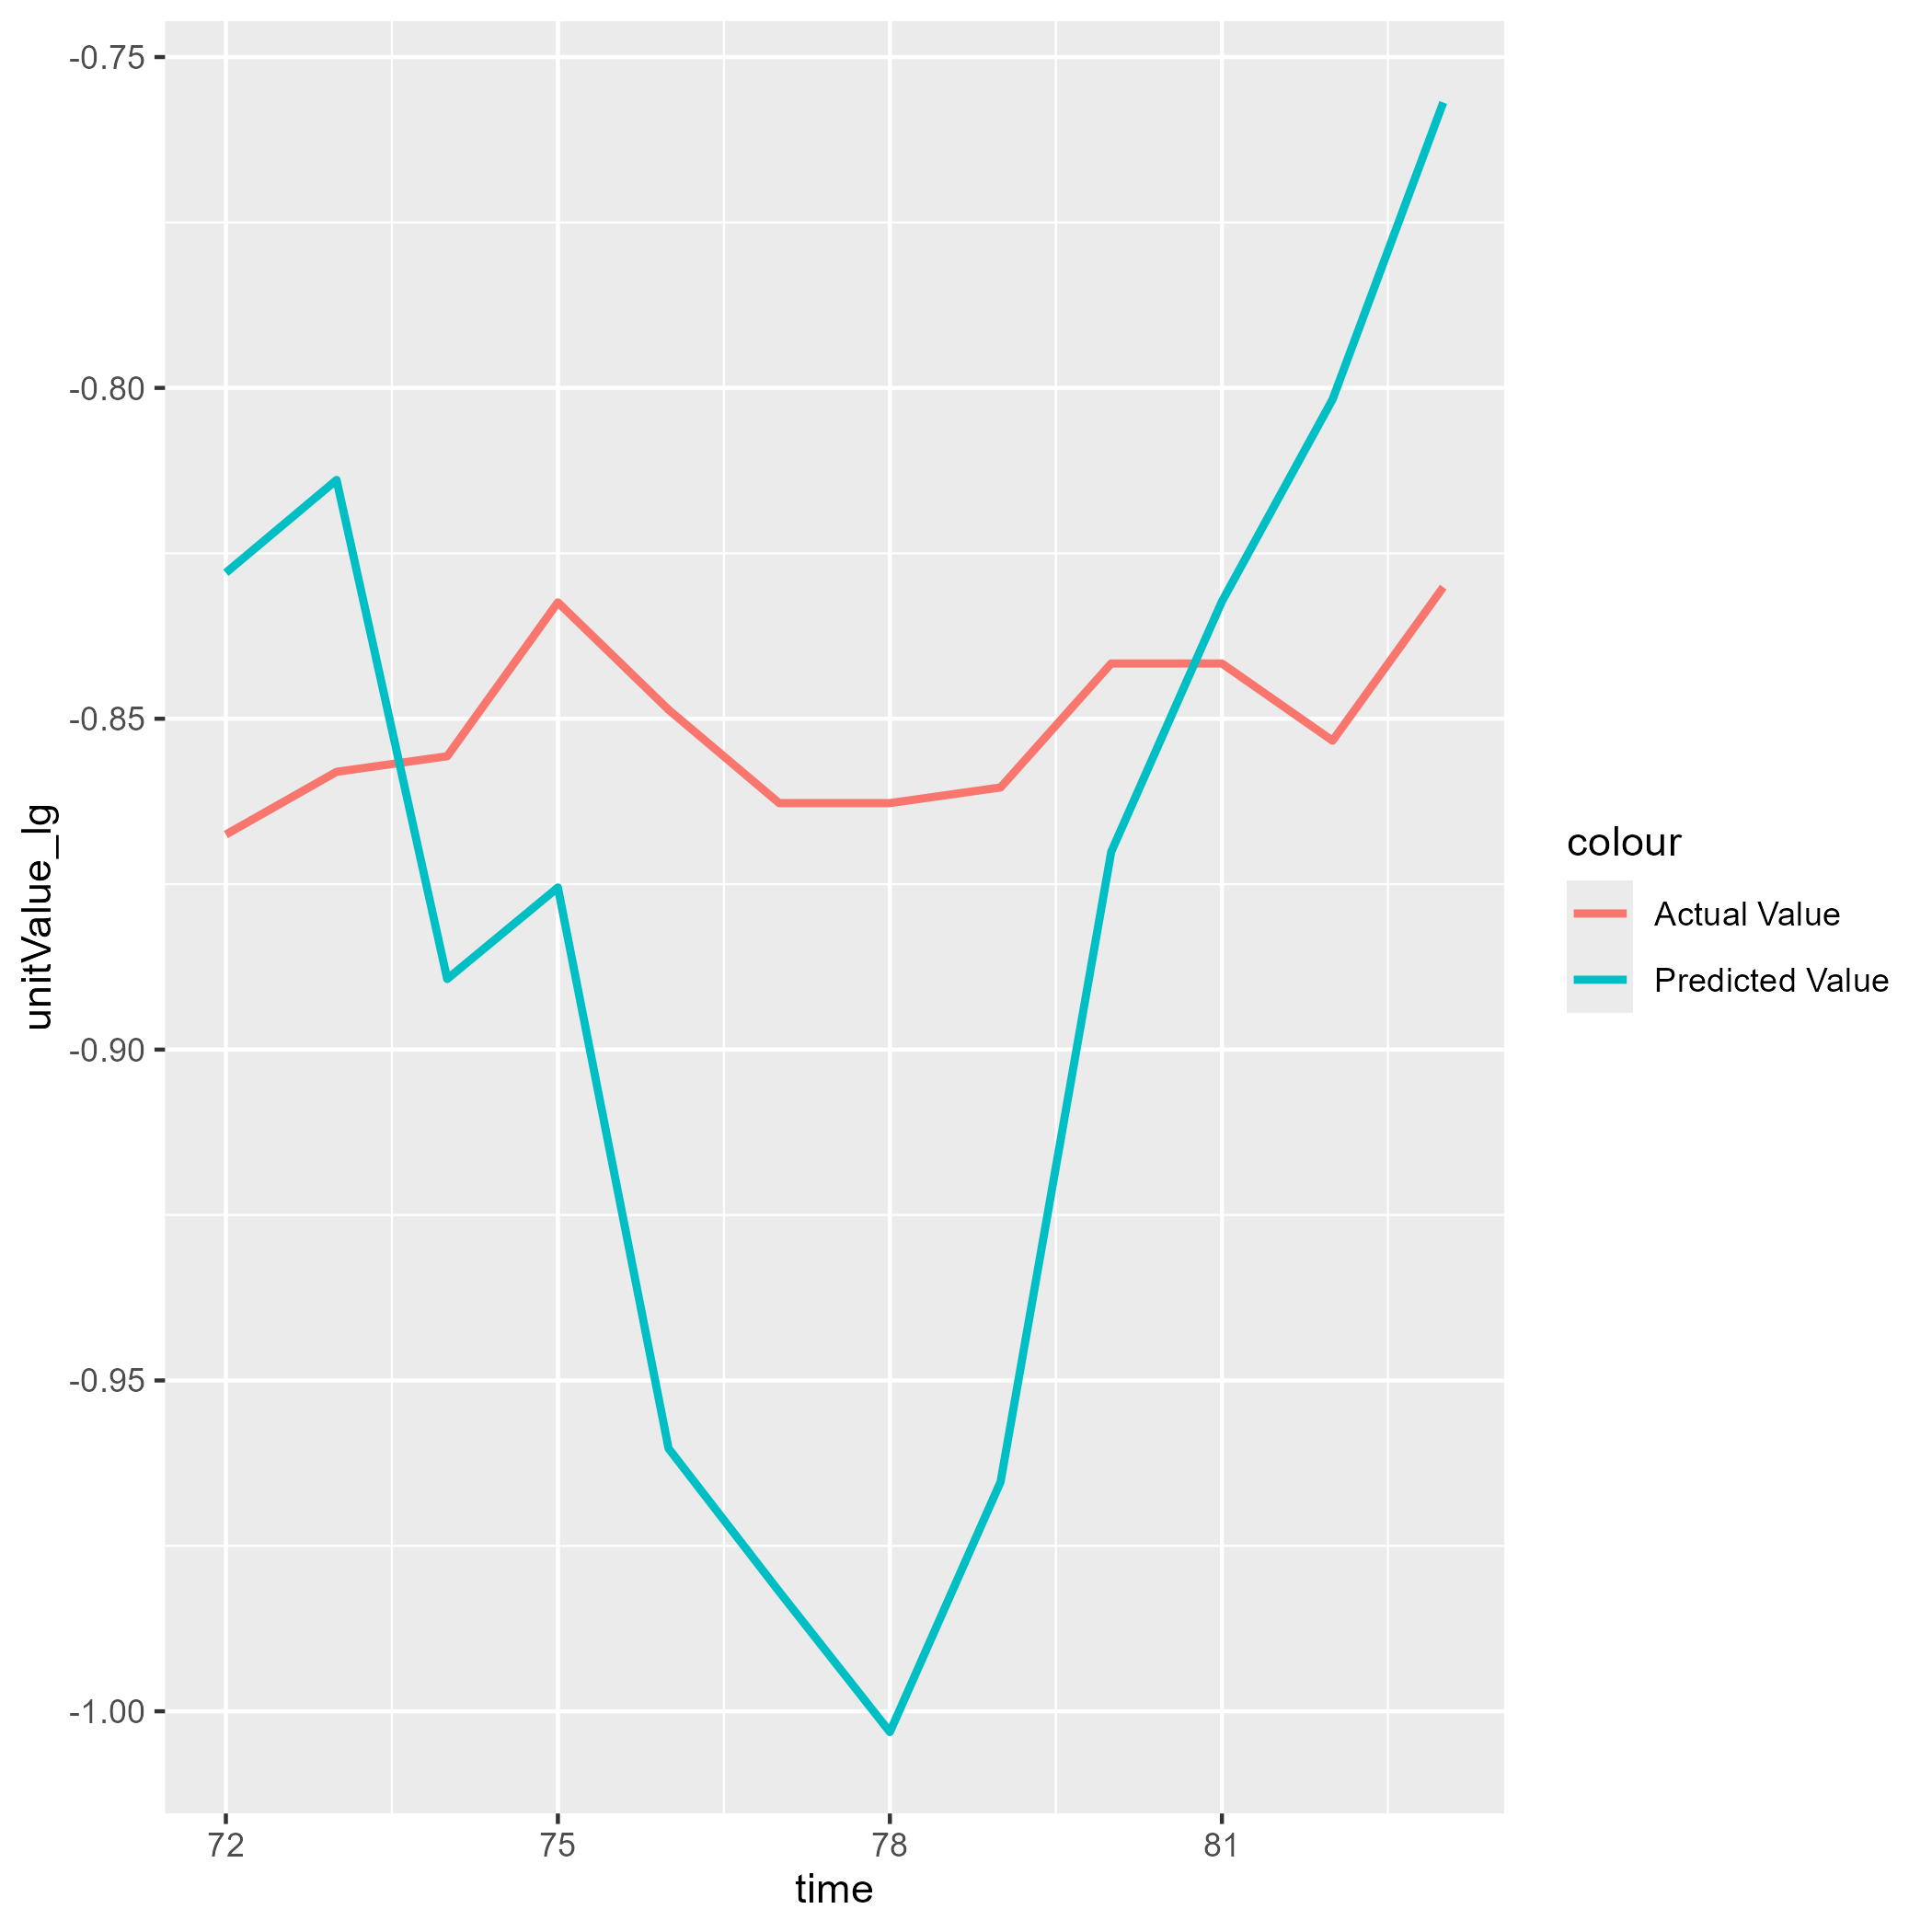 -0.75
-0.80
-0.85
-0.90
-0.95
-1.00
unitValue_lg
72 75 78 81
time
colour
Actual Value
Predicted Value